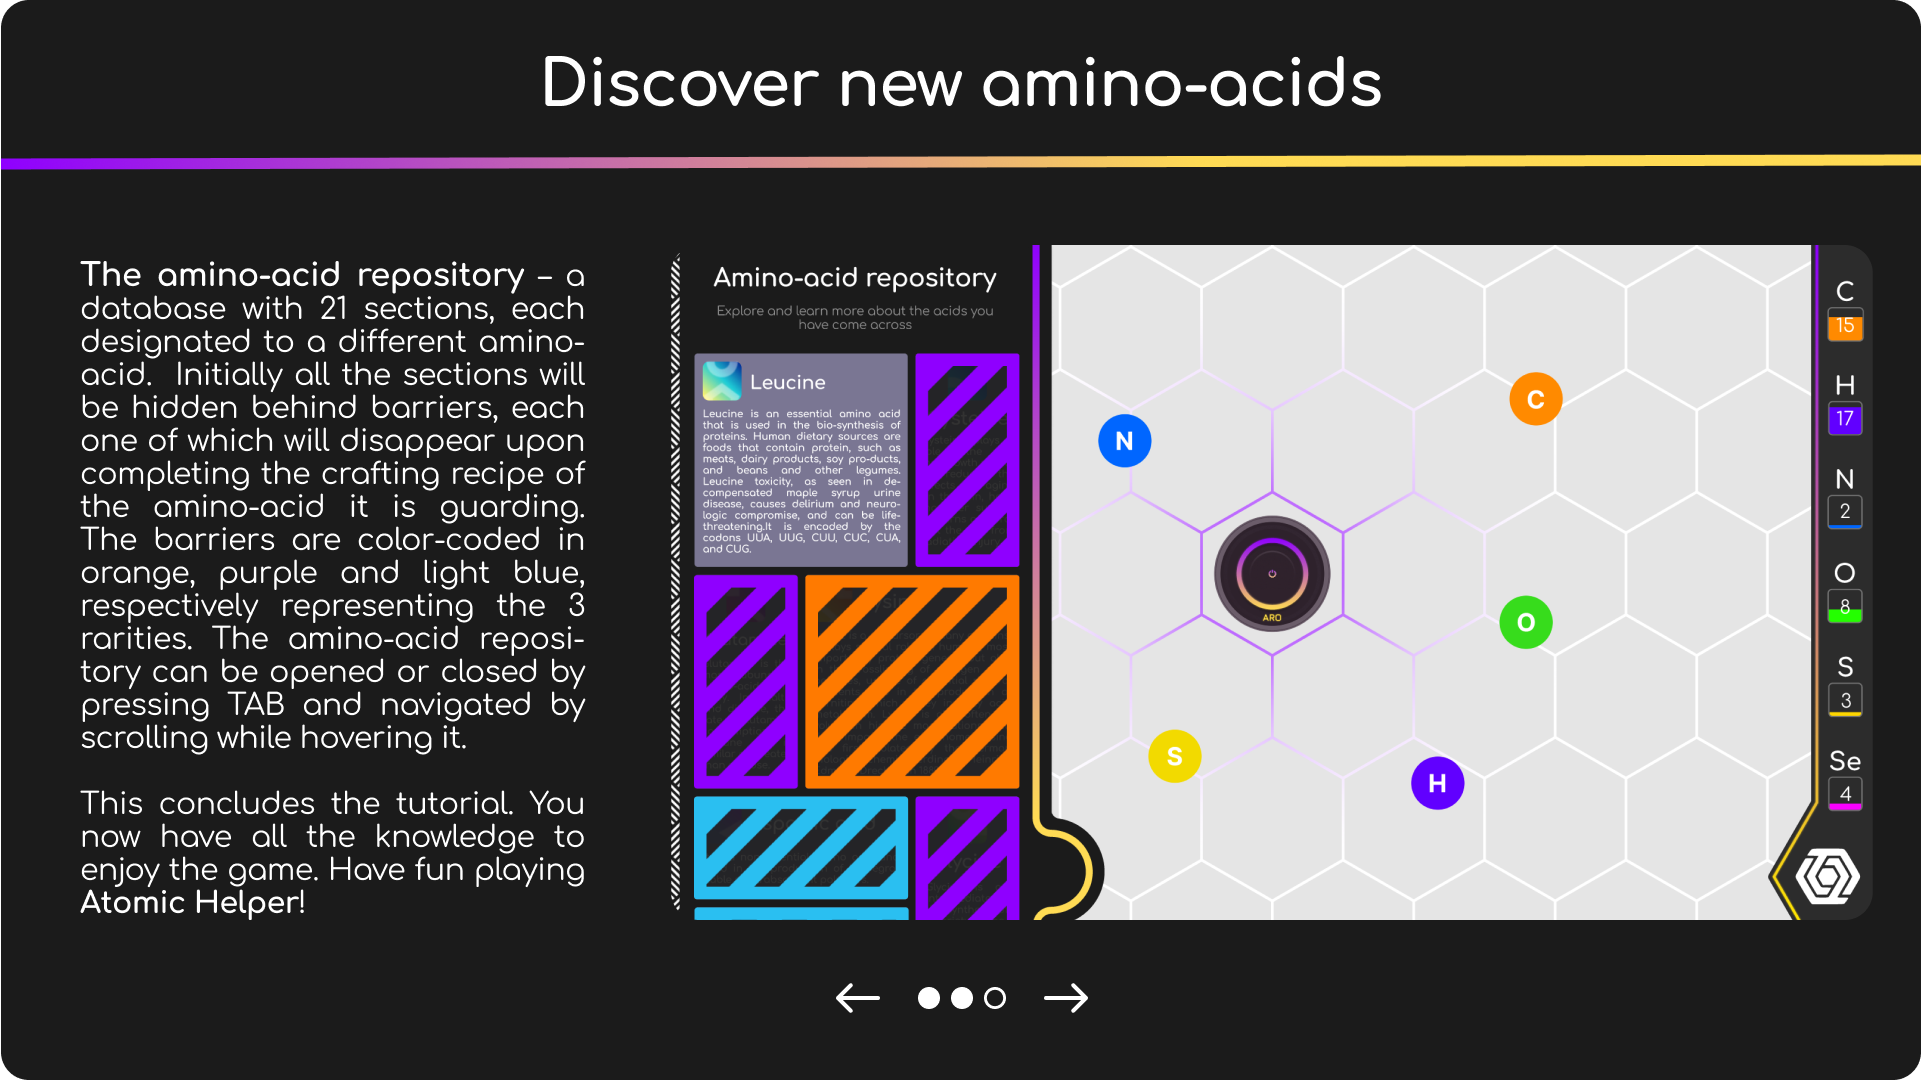 Discover new amino-acids
The amino-acid repository – a
database with 21 sections, each
designated to a different amino-
acid. Initially all the sections will
be hidden behind barriers, each
one of which will disappear upon
completing the crafting recipe of
the amino-acid it is guarding.
The barriers are color-coded in
orange, purple and light blue,
respectively representing the 3
rarities. The amino-acid reposi-
tory can be opened or closed by
pressing TAB and navigated by
scrolling while hovering it.
This concludes the tutorial. You
now have all the knowledge to
enjoy the game. Have fun playing
Atomic Helper!
Amino-acid repository
Explore and learn more about the acids you
have come across
Leucine
Leucine is an essential amino acid
that is used in the bio-synthesis of
proteins. Human dietary sources are
foods that contain protein, such as
meats, dairy products, soy pro-ducts,
and beans and other legumes.
Leucine toxicity, as seen in de-
compensated maple syrup urine
disease, causes delirium and neuro-
logic compromise, and can be life-
threatening.It is encoded by the
codons UUA, UUG, CUU, CUC, CUA,
and CUG.
N
C
ARO
O
S
H
C
15
H
17
N
2
O
8
S
3
Se
4